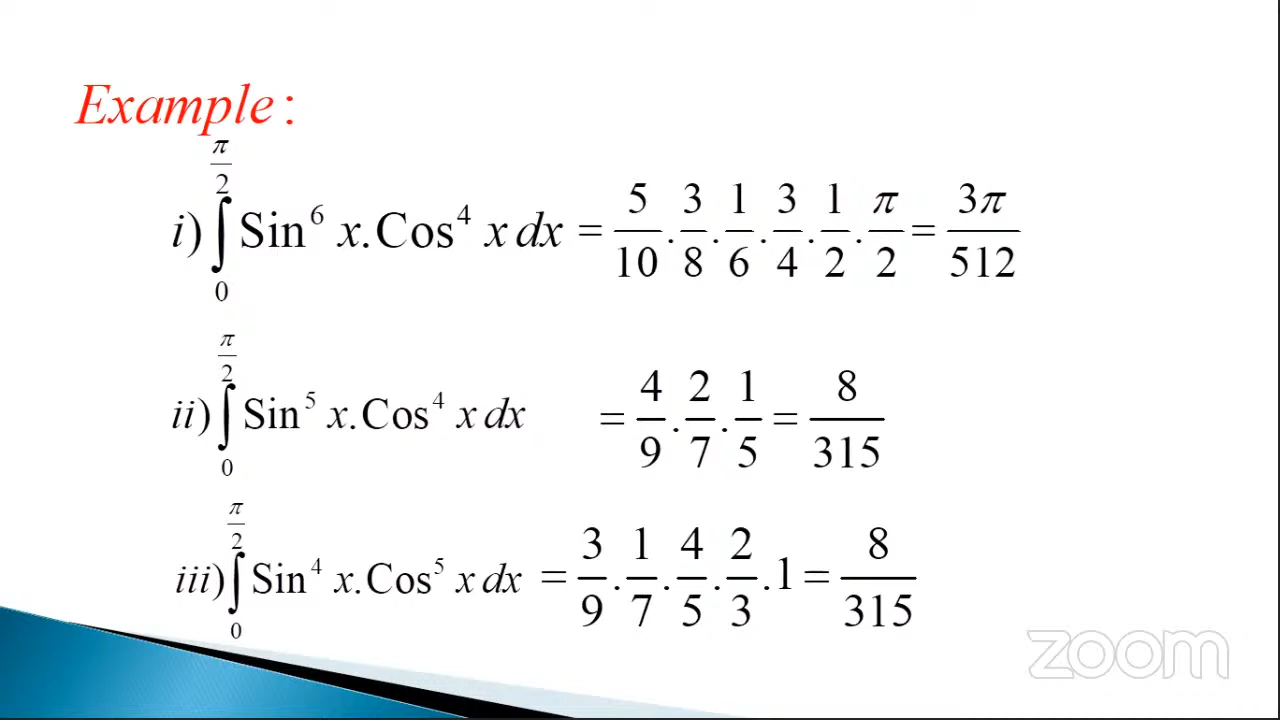 Example:
i) ∫₀^{π/2} Sin⁶ x.Cos⁴ x dx = 5/10 . 3/8 . 1/6 . 3/4 . 1/2 . π/2 = 3π/512
ii) ∫₀^{π/2} Sin⁵ x.Cos⁴ x dx = 4/9 . 2/7 . 1/5 = 8/315
iii) ∫₀^{π/2} Sin⁴ x.Cos⁵ x dx = 3/9 . 1/7 . 4/5 . 2/3 .1 = 8/315
zoom